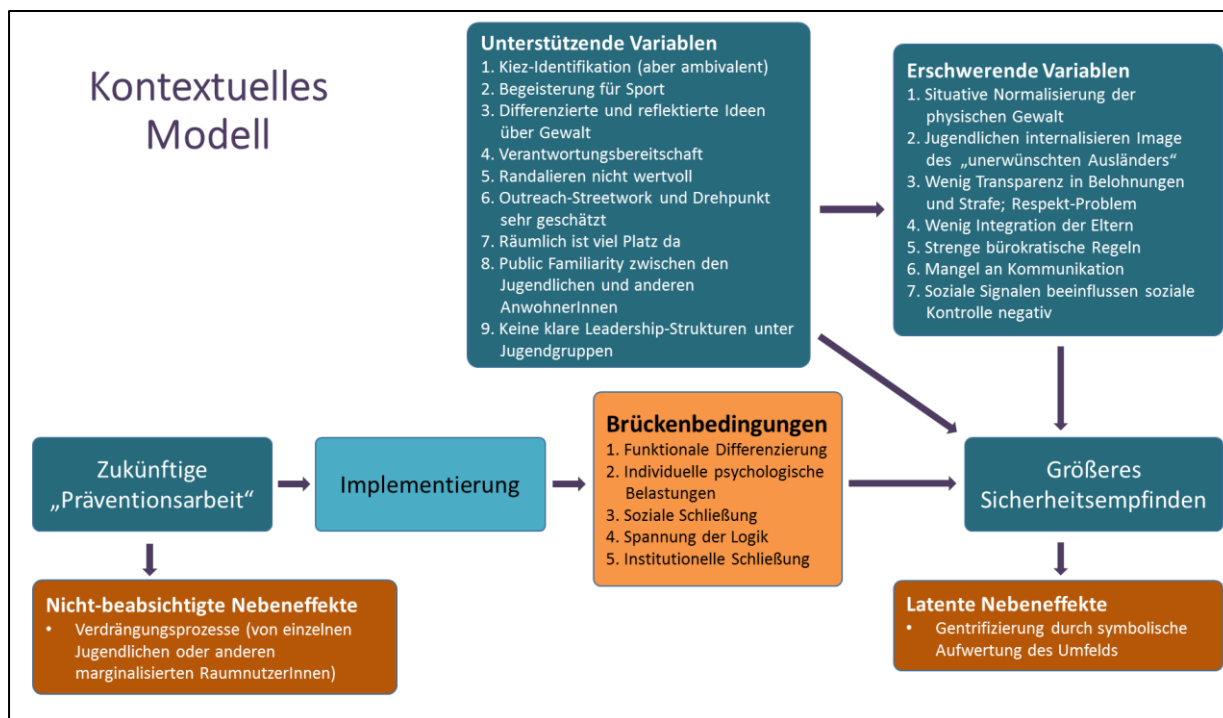 Kontextuelles
Modell
Unterstützende Variablen
1. Kiez-Identifikation (aber ambivalent)
2. Begeisterung für Sport
3. Differenzierte und reflektierte Ideen
über Gewalt
4. Verantwortungsbereitschaft
5. Randalieren nicht wertvoll
6. Outreach-Streetwork und Drehpunkt
sehr geschätzt
7. Räumlich ist viel Platz da
8. Public Familiarity zwischen den
Jugendlichen und anderen
AnwohnerInnen
9. Keine klare Leadership-Strukturen unter
Jugendgruppen
Erschwerende Variablen
1. Situative Normalisierung der
physischen Gewalt
2. Jugendlichen internalisieren Image
des „unerwünschten Ausländers“
3. Wenig Transparenz in Belohnungen
und Strafe; Respekt-Problem
4. Wenig Integration der Eltern
5. Strenge bürokratische Regeln
6. Mangel an Kommunikation
7. Soziale Signalen beeinflussen soziale
Kontrolle negativ
Zukünftige
„Präventionsarbeit“
Implementierung
Brückenbedingungen
1. Funktionale Differenzierung
2. Individuelle psychologische
Belastungen
3. Soziale Schließung
4. Spannung der Logik
5. Institutionelle Schließung
Größeres
Sicherheitsempfinden
Nicht-beabsichtigte Nebeneffekte
• Verdrängungsprozesse (von einzelnen
Jugendlichen oder anderen
marginalisierten RaumnutzerInnen)
Latente Nebeneffekte
• Gentrifizierung durch symbolische
Aufwertung des Umfelds